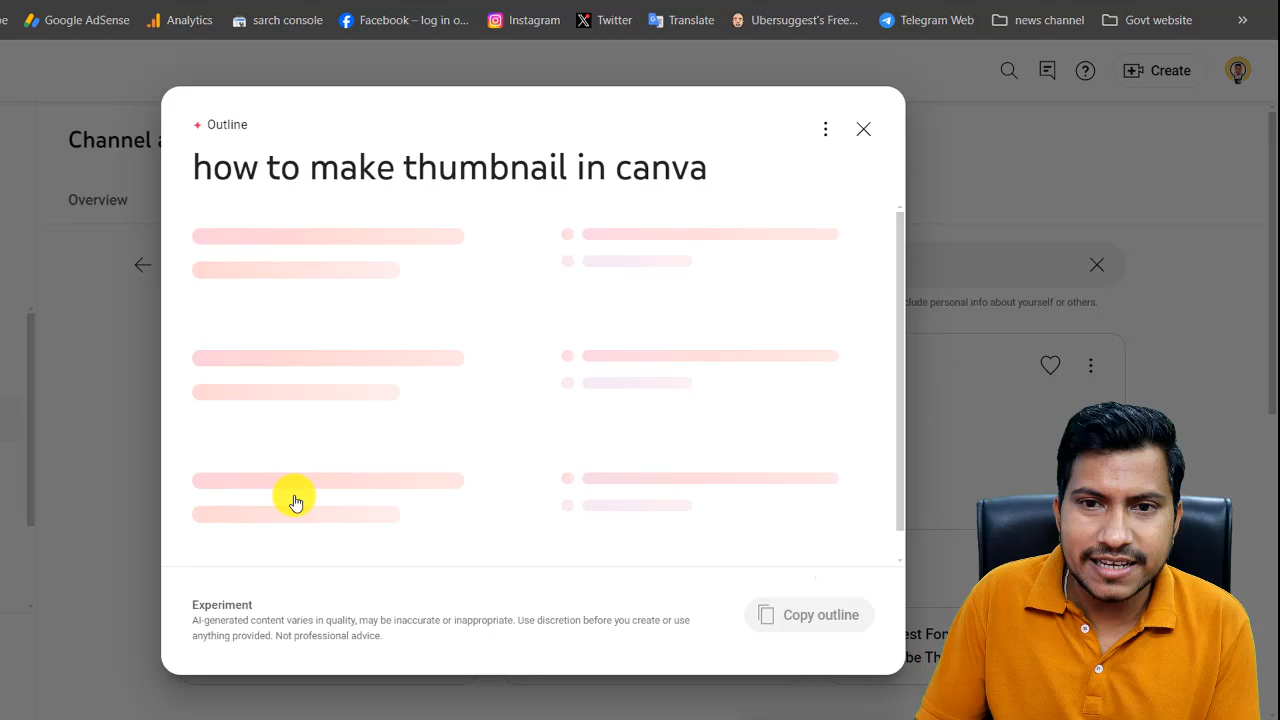 Google AdSense
Analytics
sarch console
Facebook – log in o...
Instagram
Twitter
Translate
Ubersuggest's Free...
Telegram Web
news channel
Govt website
»
Create
Channel a
Overview
Outline
how to make thumbnail in canva
clude personal info about yourself or others.
Experiment
AI-generated content varies in quality, may be inaccurate or inappropriate. Use discretion before you create or use
anything provided. Not professional advice.
Copy outline
est Fon
be Th